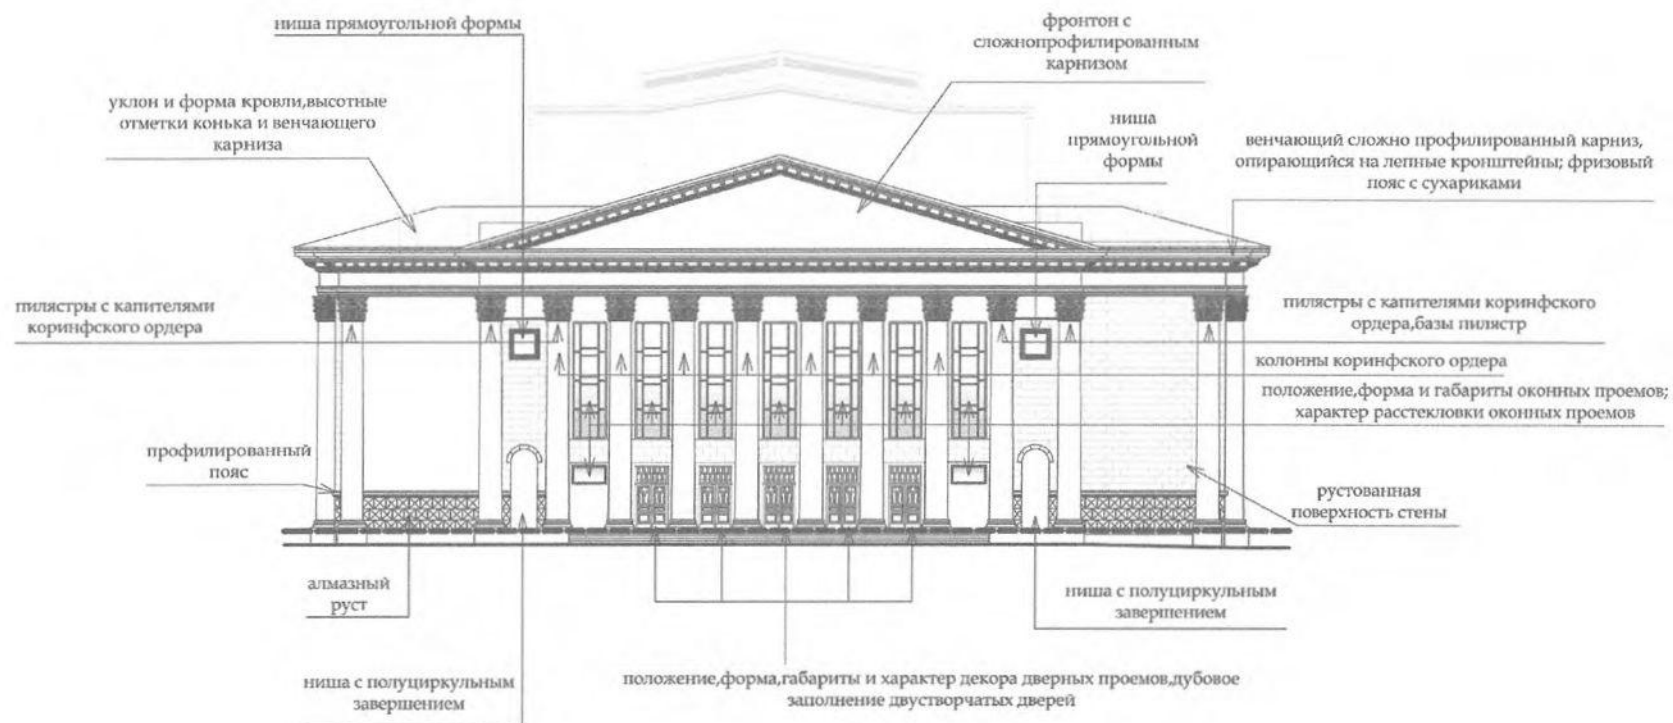 ниша прямоугольной формы
фронтон с
сложнопрофилированным
карнизом
уклон и форма кровли,высотные
отметки конька и венчающего
карниза
ниша
прямоугольной
формы
венчающий сложно профилированный карниз,
опирающийся на лепные кронштейны; фризовый
пояс с сухариками
пилястры с капителями
коринфского ордера
пилястры с капителями коринфского
ордера,базы пилястр
колонны коринфского ордера
положение,форма и габариты оконных проемов;
характер расстекловки оконных проемов
профилированный
пояс
рустованная
поверхность стены
алмазный
руст
ниша с полуциркульным
завершением
ниша с полуциркульным
завершением
положение,форма,габариты и характер декора дверных проемов,дубовое
заполнение двустворчатых дверей